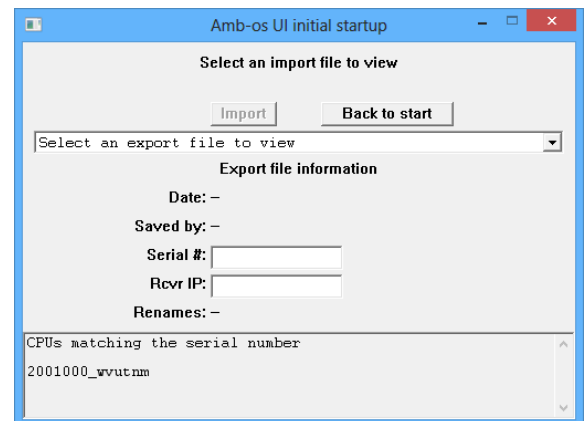 Amb-os UI initial startup
Select an import file to view
Import Back to start
Select an export file to view
Export file information
Date: –
Saved by: –
Serial #:
Rcvr IP:
Renames: –
CPUs matching the serial number
2001000_wvutnm